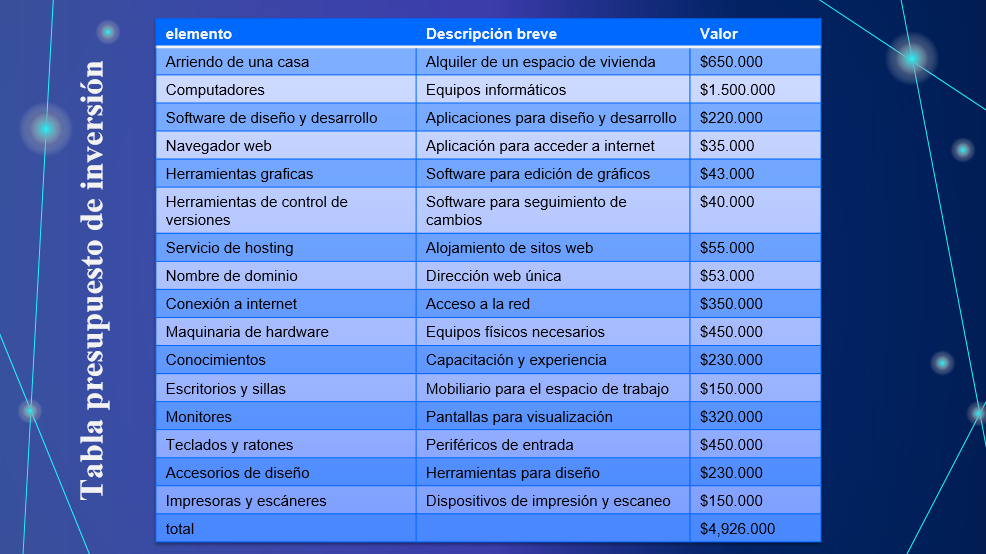 Tabla presupuesto de inversión
elemento Descripción breve Valor
Arriendo de una casa Alquiler de un espacio de vivienda $650.000
Computadores Equipos informáticos $1.500.000
Software de diseño y desarrollo Aplicaciones para diseño y desarrollo $220.000
Navegador web Aplicación para acceder a internet $35.000
Herramientas graficas Software para edición de gráficos $43.000
Herramientas de control de Software para seguimiento de $40.000
versiones cambios
Servicio de hosting Alojamiento de sitos web $55.000
Nombre de dominio Dirección web única $53.000
Conexión a internet Acceso a la red $350.000
Maquinaria de hardware Equipos físicos necesarios $450.000
Conocimientos Capacitación y experiencia $230.000
Escritorios y sillas Mobiliario para el espacio de trabajo $150.000
Monitores Pantallas para visualización $320.000
Teclados y ratones Periféricos de entrada $450.000
Accesorios de diseño Herramientas para diseño $230.000
Impresoras y escáneres Dispositivos de impresión y escaneo $150.000
total $4,926.000